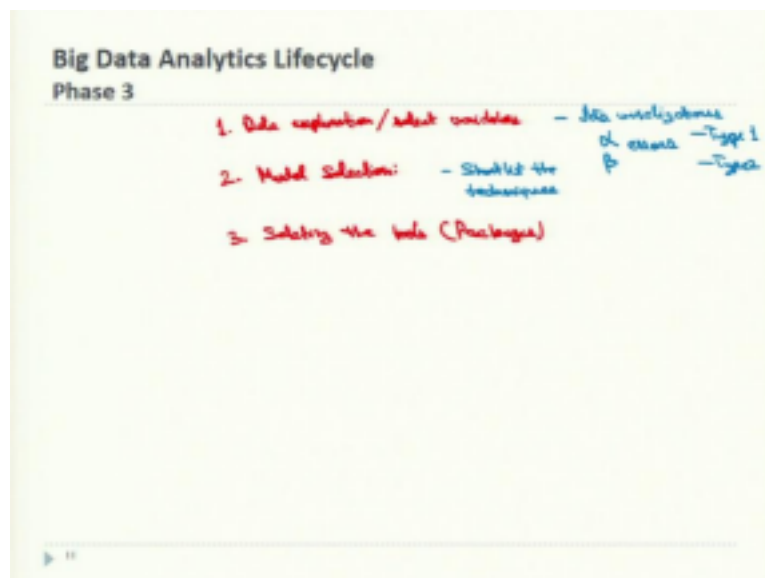 Big Data Analytics Lifecycle
Phase 3
1. Data exploration/select variables - data
α errors - Type 1
β - Type 2
2. Model Selection: - Shortlist the
techniques
3. Selecting the tools (Packages)